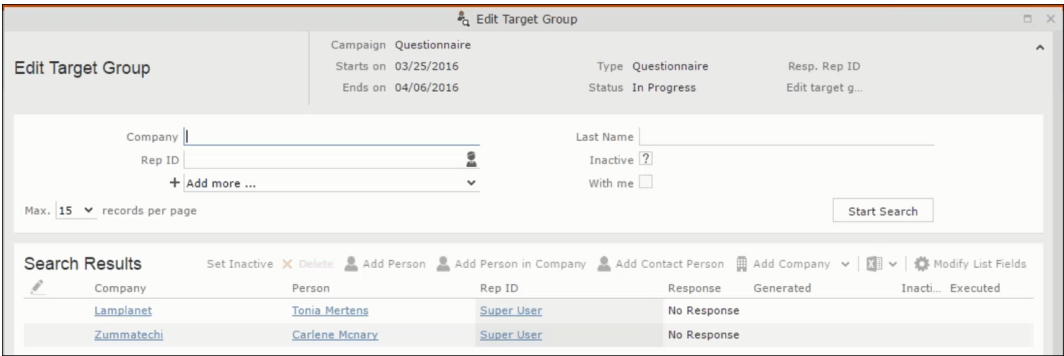 Edit Target Group
Edit Target Group
Campaign Questionnaire
Starts on 03/25/2016 Type Questionnaire Resp. Rep ID
Ends on 04/06/2016 Status In Progress Edit target g...
Company Last Name
Rep ID Inactive ?
+ Add more ... With me
Max. 15 records per page Start Search
Search Results Set Inactive Delete Add Person Add Person in Company Add Contact Person Add Company Modify List Fields
Company Person Rep ID Response Generated Inacti... Executed
Lamplanet Tonia Mertens Super User No Response
Zummatechi Carlene Mcnary Super User No Response